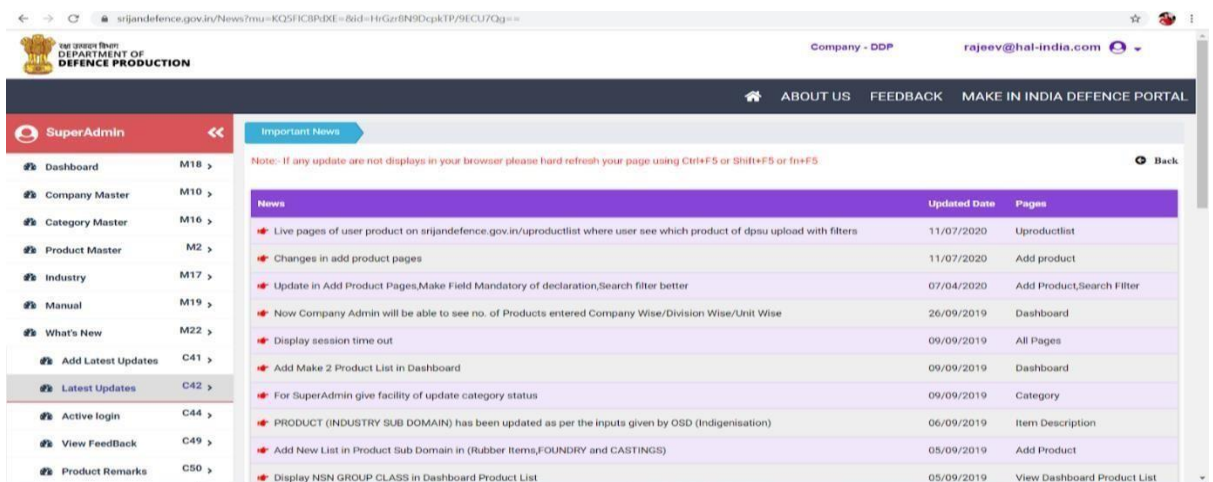 srijandefence.gov.in/News?mu=KQ5FIC8PdXE=&id=HrGzr8N9DcpkTP/9ECU7Qg==
रक्षा उत्पादन विभाग
DEPARTMENT OF
DEFENCE PRODUCTION
Company - DDP
rajeev@hal-india.com
ABOUT US FEEDBACK MAKE IN INDIA DEFENCE PORTAL
SuperAdmin
Important News
Note:- If any update are not displays in your browser please hard refresh your page using Ctrl+F5 or Shift+F5 or fn+F5
Back
Dashboard M18
Company Master M10
Category Master M16
Product Master M2
Industry M17
Manual M19
What's New M22
Add Latest Updates C41
Latest Updates C42
Active login C44
View FeedBack C49
Product Remarks C50
News Updated Date Pages
Live pages of user product on srijandefence.gov.in/uproductlist where user see which product of dpsu upload with filters 11/07/2020 Uproductlist
Changes in add product pages 11/07/2020 Add product
Update in Add Product Pages,Make Field Mandatory of declaration,Search filter better 07/04/2020 Add Product,Search FIlter
Now Company Admin will be able to see no. of Products entered Company Wise/Division Wise/Unit Wise 26/09/2019 Dashboard
Display session time out 09/09/2019 All Pages
Add Make 2 Product List in Dashboard 09/09/2019 Dashboard
For SuperAdmin give facility of update category status 09/09/2019 Category
PRODUCT (INDUSTRY SUB DOMAIN) has been updated as per the inputs given by OSD (Indigenisation) 06/09/2019 Item Description
Add New List in Product Sub Domain in (Rubber Items,FOUNDRY and CASTINGS) 05/09/2019 Add Product
Display NSN GROUP CLASS in Dashboard Product List 05/09/2019 View Dashboard Product List